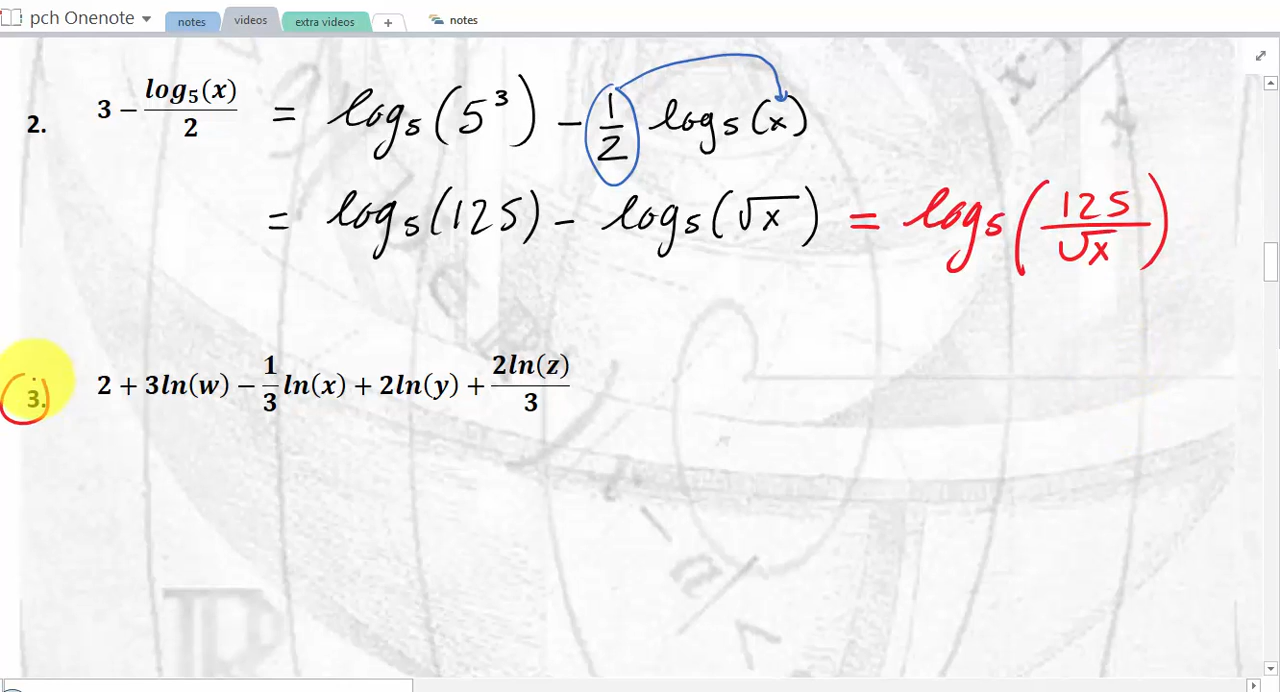 pch Onenote notes videos extra videos + notes
2. 3 − log₅(x)/2 = log₅(5³) − 1/2 log₅(x)
= log₅(125) − log₅(√x) = log₅(125/√x)
3. 2 + 3ln(w) − 1/3 ln(x) + 2ln(y) + 2ln(z)/3